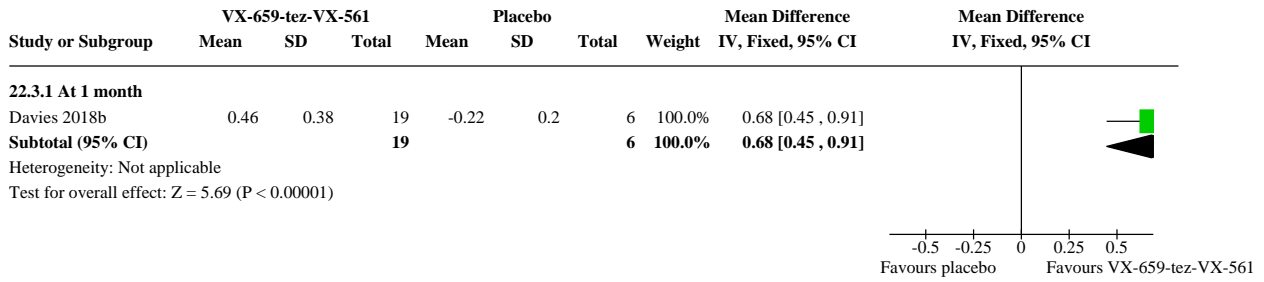 VX-659-tez-VX-561 Placebo Mean Difference Mean Difference
Study or Subgroup Mean SD Total Mean SD Total Weight IV, Fixed, 95% CI IV, Fixed, 95% CI
22.3.1 At 1 month
Davies 2018b 0.46 0.38 19 -0.22 0.2 6 100.0% 0.68 [0.45 , 0.91]
Subtotal (95% CI) 19 6 100.0% 0.68 [0.45 , 0.91]
Heterogeneity: Not applicable
Test for overall effect: Z = 5.69 (P < 0.00001)
-0.5 -0.25 0 0.25 0.5
Favours placebo Favours VX-659-tez-VX-561